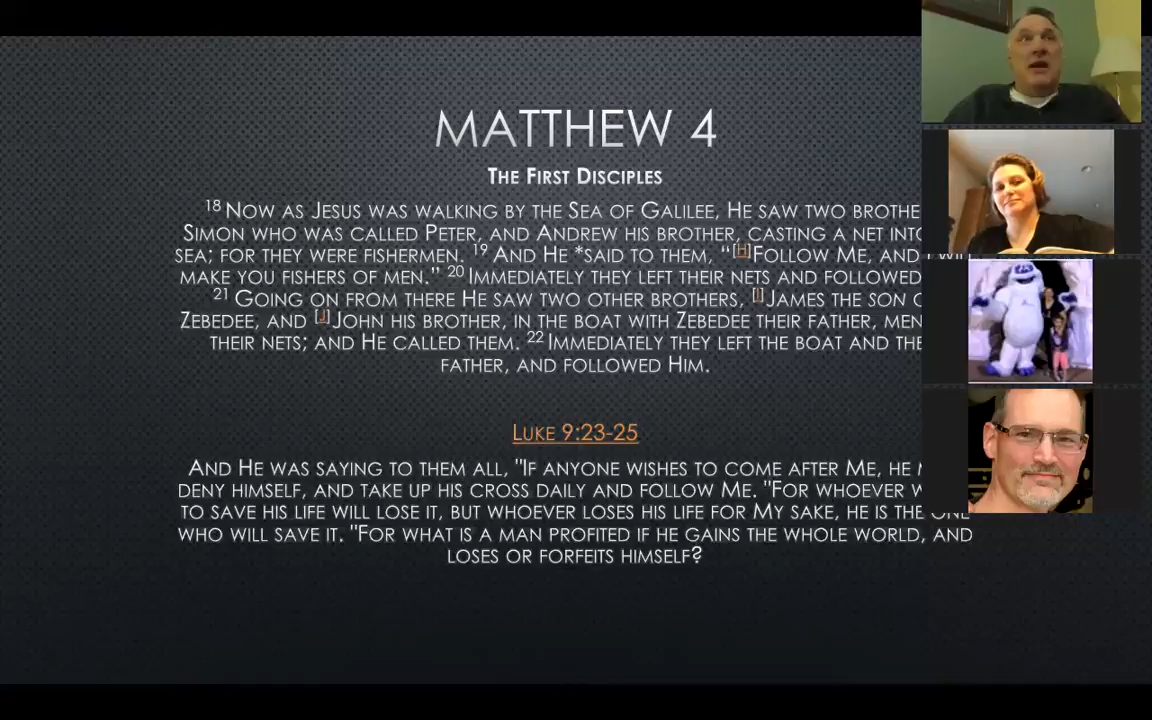 MATTHEW 4
THE FIRST DISCIPLES
18 NOW AS JESUS WAS WALKING BY THE SEA OF GALILEE, HE SAW TWO
SIMON WHO WAS CALLED PETER, AND ANDREW HIS BROTHER, CASTING A NET
SEA; FOR THEY WERE FISHERMEN. 19 AND HE *SAID TO THEM, “[H]FOLLOW ME, AND I WILL
MAKE YOU FISHERS OF MEN.” 20 IMMEDIATELY THEY LEFT THEIR NETS AND FOLLOWED
21 GOING ON FROM THERE HE SAW TWO OTHER BROTHERS, [I]JAMES THE SON
ZEBEDEE, AND [J]JOHN HIS BROTHER, IN THE BOAT WITH ZEBEDEE THEIR FATHER,
THEIR NETS; AND HE CALLED THEM. 22 IMMEDIATELY THEY LEFT THE BOAT AND
FATHER, AND FOLLOWED HIM.
LUKE 9:23-25
AND HE WAS SAYING TO THEM ALL, "IF ANYONE WISHES TO COME AFTER ME, HE
DENY HIMSELF, AND TAKE UP HIS CROSS DAILY AND FOLLOW ME. "FOR WHOEVER
TO SAVE HIS LIFE WILL LOSE IT, BUT WHOEVER LOSES HIS LIFE FOR MY SAKE, HE IS THE ONE
WHO WILL SAVE IT. "FOR WHAT IS A MAN PROFITED IF HE GAINS THE WHOLE WORLD, AND
LOSES OR FORFEITS HIMSELF?